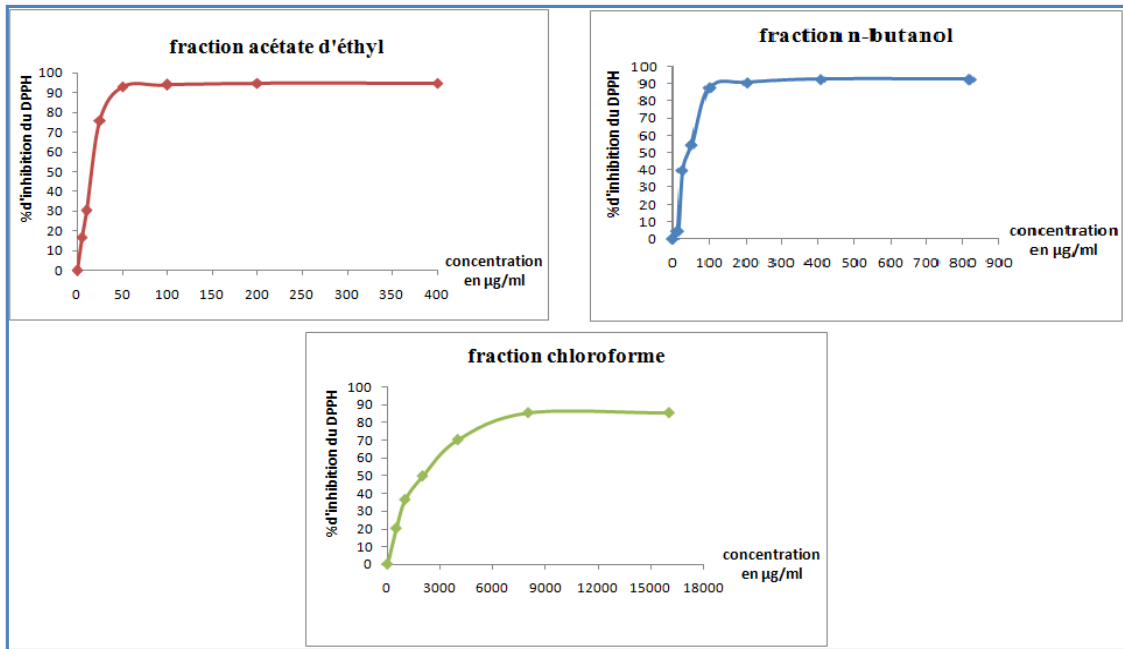 fraction acétate d'éthyl
%d'inhibition du DPPH
100
90
80
70
60
50
40
30
20
10
0
0 50 100 150 200 250 300 350 400
concentration
en µg/ml
fraction n-butanol
%d'inhibition du DPPH
100
90
80
70
60
50
40
30
20
10
0
0 100 200 300 400 500 600 700 800 900
concentration
en µg/ml
fraction chloroforme
%d'inhibition du DPPH
100
90
80
70
60
50
40
30
20
10
0
0 3000 6000 9000 12000 15000 18000
concentration
en µg/ml